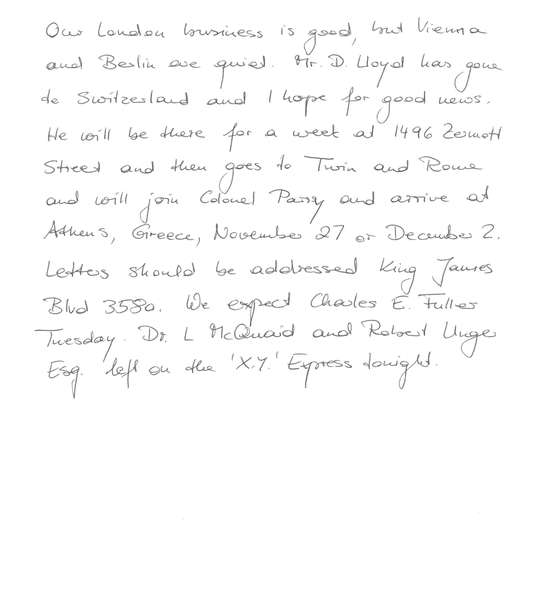 Our London business is good, but Vienna
and Berlin are quiet. Mr. D. Lloyd has gone
to Switzerland and I hope for good news.
He will be there for a week at 1496 Zermott
Street and then goes to Turin and Rome
and will join Colonel Parry and arrive at
Athens, Greece, November 27 or December 2.
Letters should be addressed King James
Blvd 3580. We expect Charles E. Fuller
Tuesday. Dr. L McQuaid and Robert Unger
Esq. left on the 'X.Y.' Express tonight.